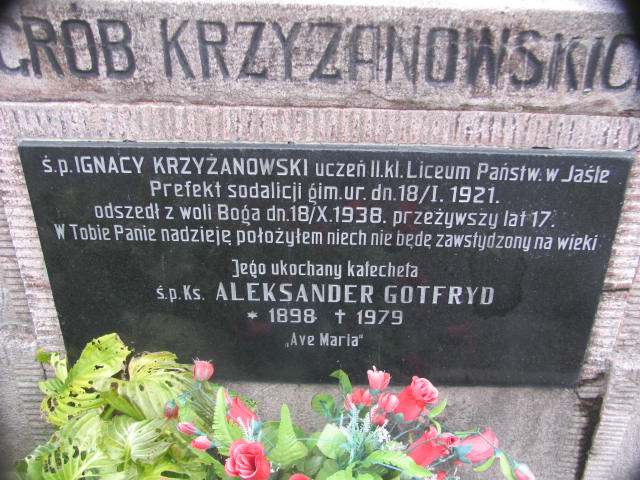 GRÓB KRZYŻANOWSKICH
ś.p. IGNACY KRZYŻANOWSKI uczeń II.kl. Liceum Państw. w Jaśle
Prefekt sodalicji gim. ur. dn. 18/I. 1921.
odszedł z woli Boga dn. 18/X. 1938. przeżywszy lat 17.
W Tobie Panie nadzieję położyłem niech nie będę zawstydzony na wieki
Jego ukochany katecheta
ś.p. Ks. ALEKSANDER GOTFRYD
* 1898 † 1979
„Ave Maria"